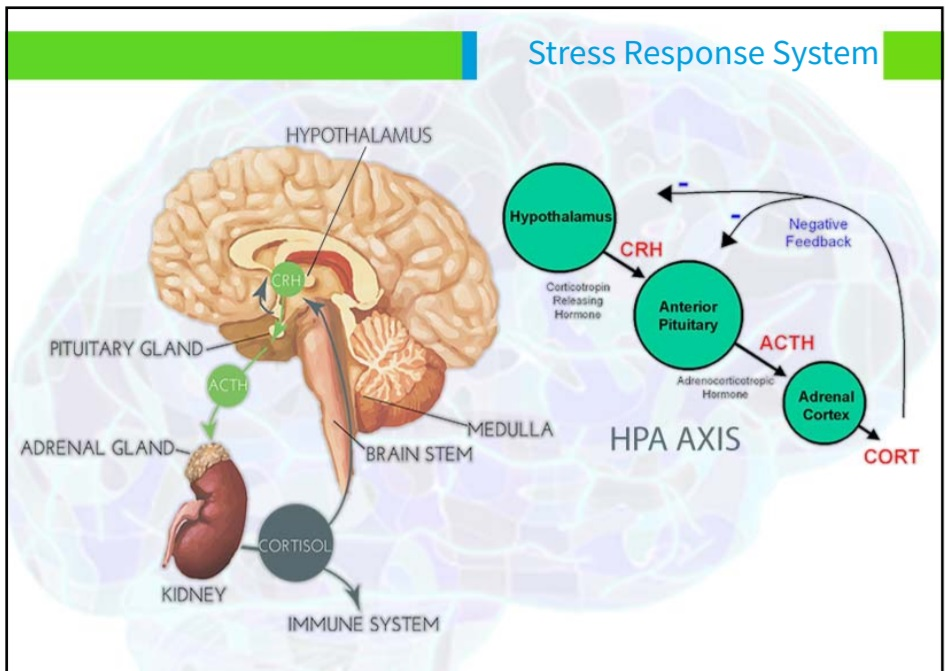 Stress Response System
HYPOTHALAMUS
CRH
PITUITARY GLAND
ACTH
ADRENAL GLAND
MEDULLA
BRAIN STEM
CORTISOL
KIDNEY
IMMUNE SYSTEM
Hypothalamus
-
-
Negative
Feedback
CRH
Corticotropin
Releasing
Hormone
Anterior
Pituitary
ACTH
Adrenocorticotropic
Hormone
Adrenal
Cortex
CORT
HPA AXIS